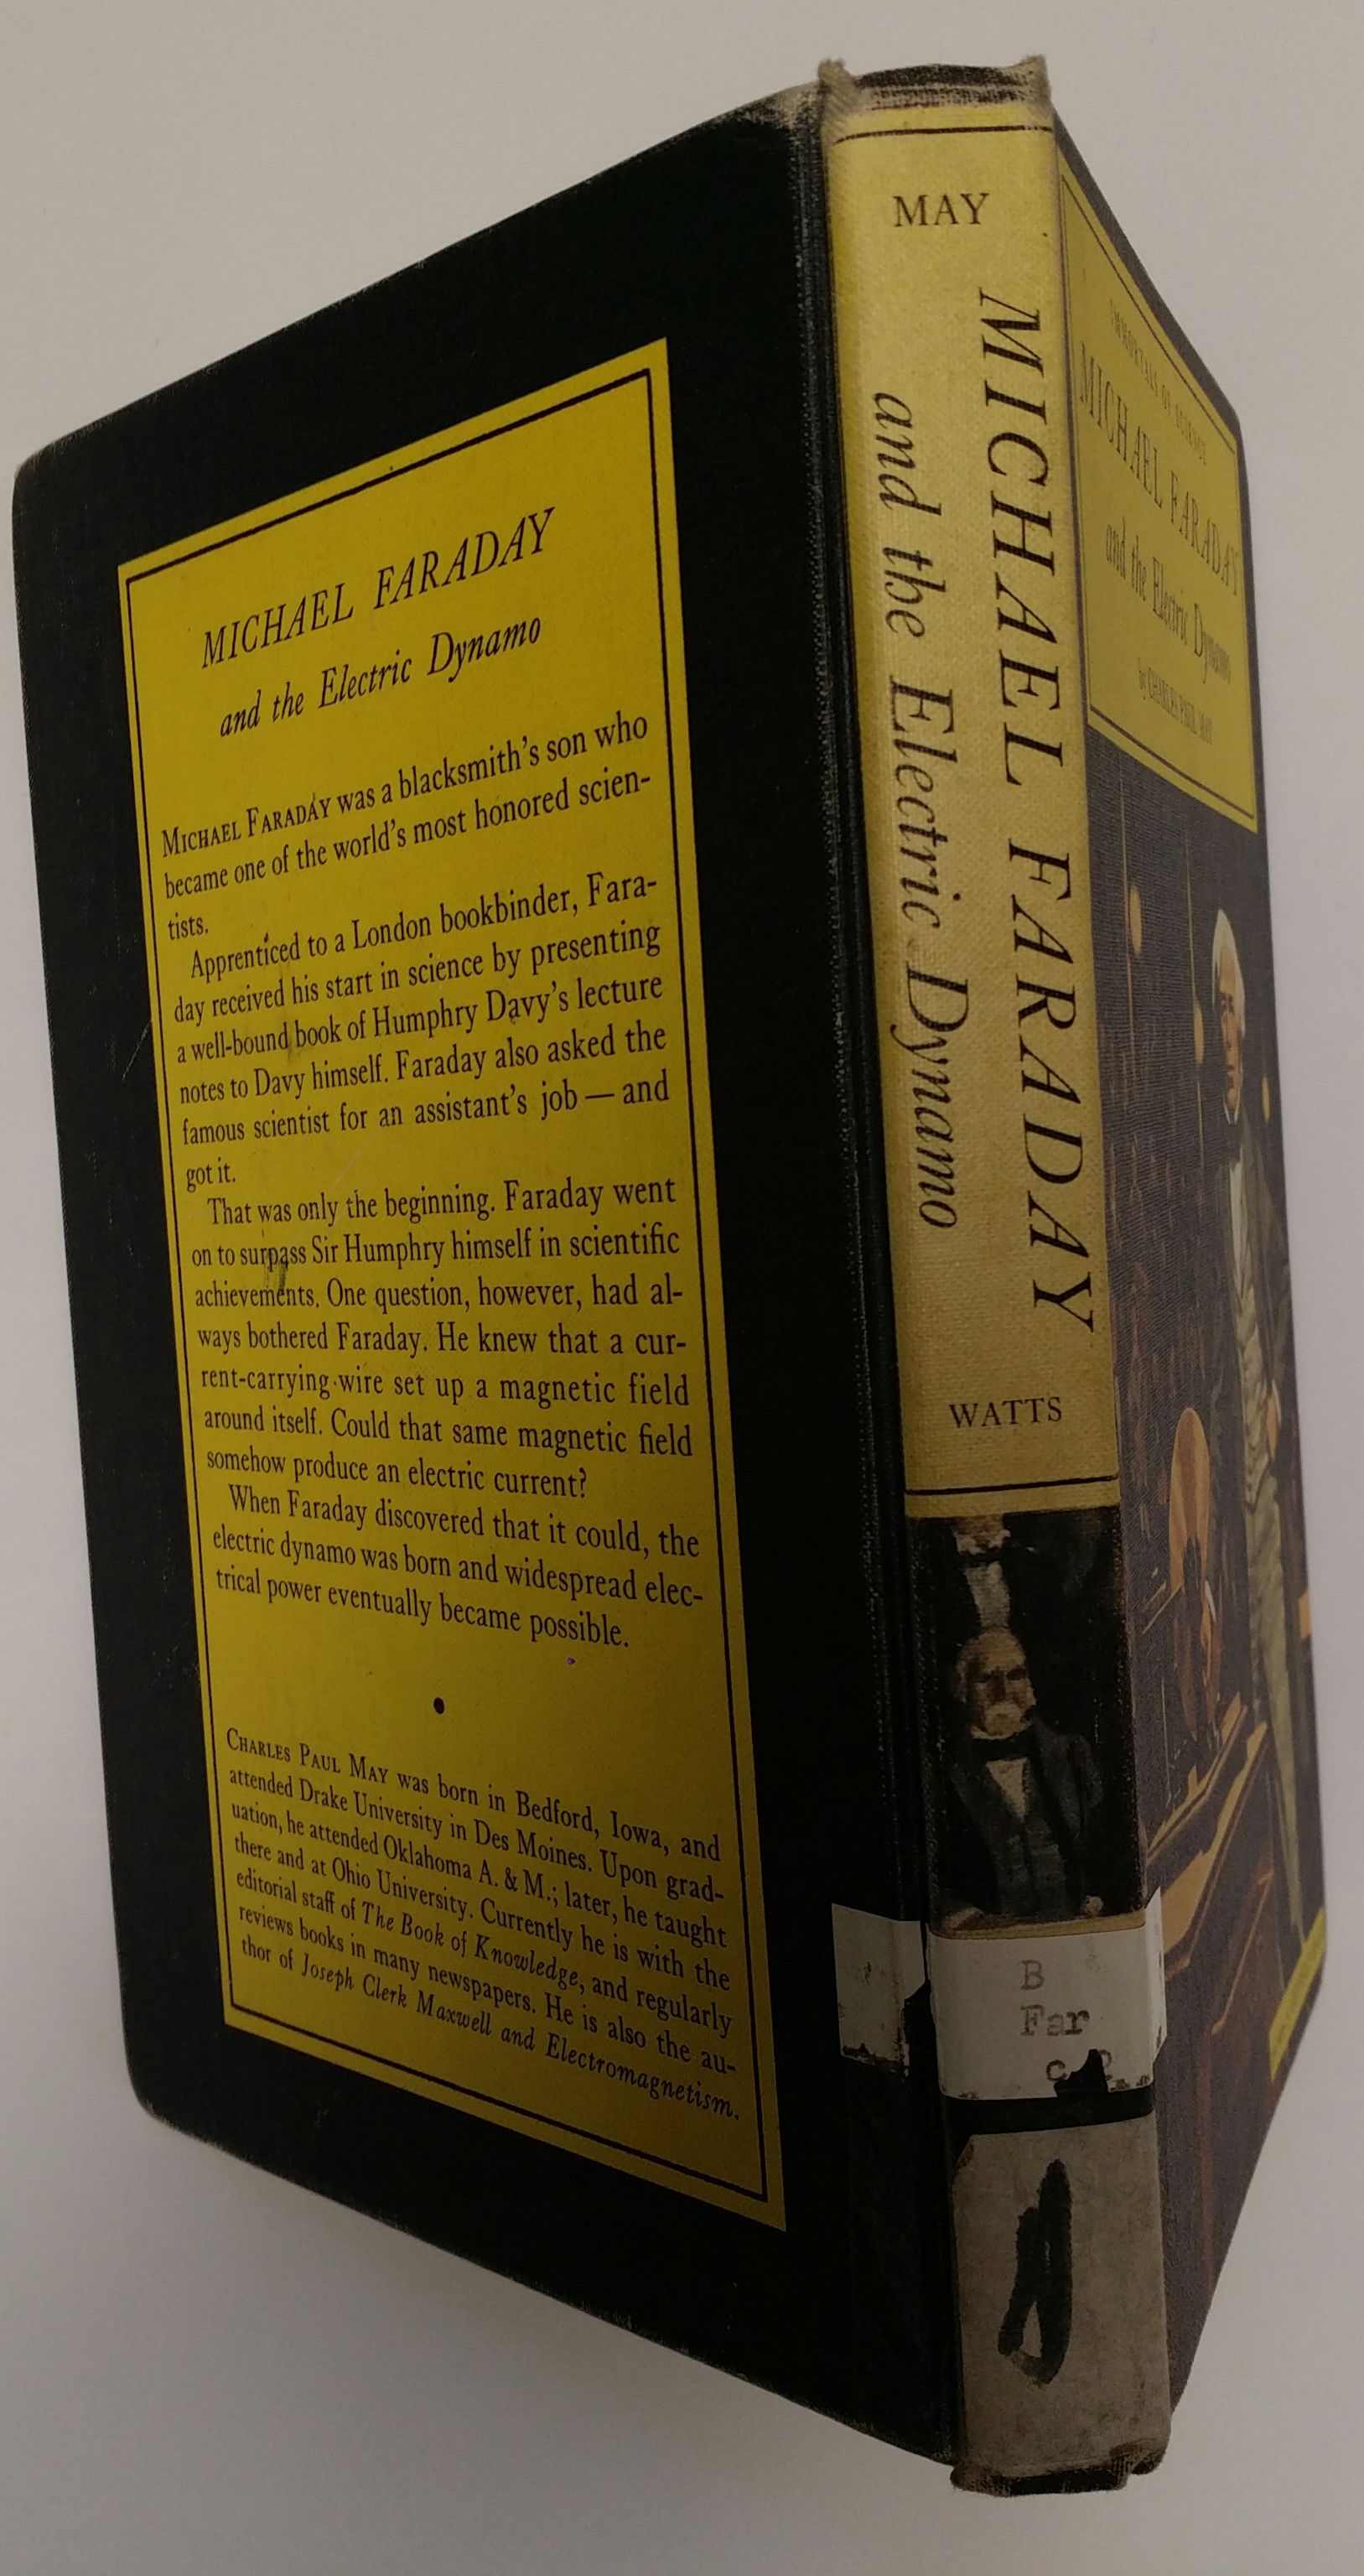 MICHAEL FARADAY
and the Electric Dynamo
MICHAEL FARADAY was a blacksmith's son who
became one of the world's most honored scien-
tists.
Apprenticed to a London bookbinder, Fara-
day received his start in science by presenting
a well-bound book of Humphry Davy's lecture
notes to Davy himself. Faraday also asked the
famous scientist for an assistant's job — and
got it.
That was only the beginning. Faraday went
on to surpass Sir Humphry himself in scientific
achievements. One question, however, had al-
ways bothered Faraday. He knew that a cur-
rent-carrying wire set up a magnetic field
around itself. Could that same magnetic field
somehow produce an electric current?
When Faraday discovered that it could, the
electric dynamo was born and widespread elec-
trical power eventually became possible.
CHARLES PAUL MAY was born in Bedford, Iowa, and
attended Drake University in Des Moines. Upon grad-
uation, he attended Oklahoma A. & M.; later, he taught
there and at Ohio University. Currently he is with the
editorial staff of The Book of Knowledge, and regularly
reviews books in many newspapers. He is also the au-
thor of Joseph Clerk Maxwell and Electromagnetism.
MAY
MICHAEL FARADAY
and the Electric Dynamo
WATTS
B
Far
IMMORTALS OF SCIENCE
MICHAEL FARADAY
and the Electric Dynamo
by CHARLES PAUL MAY